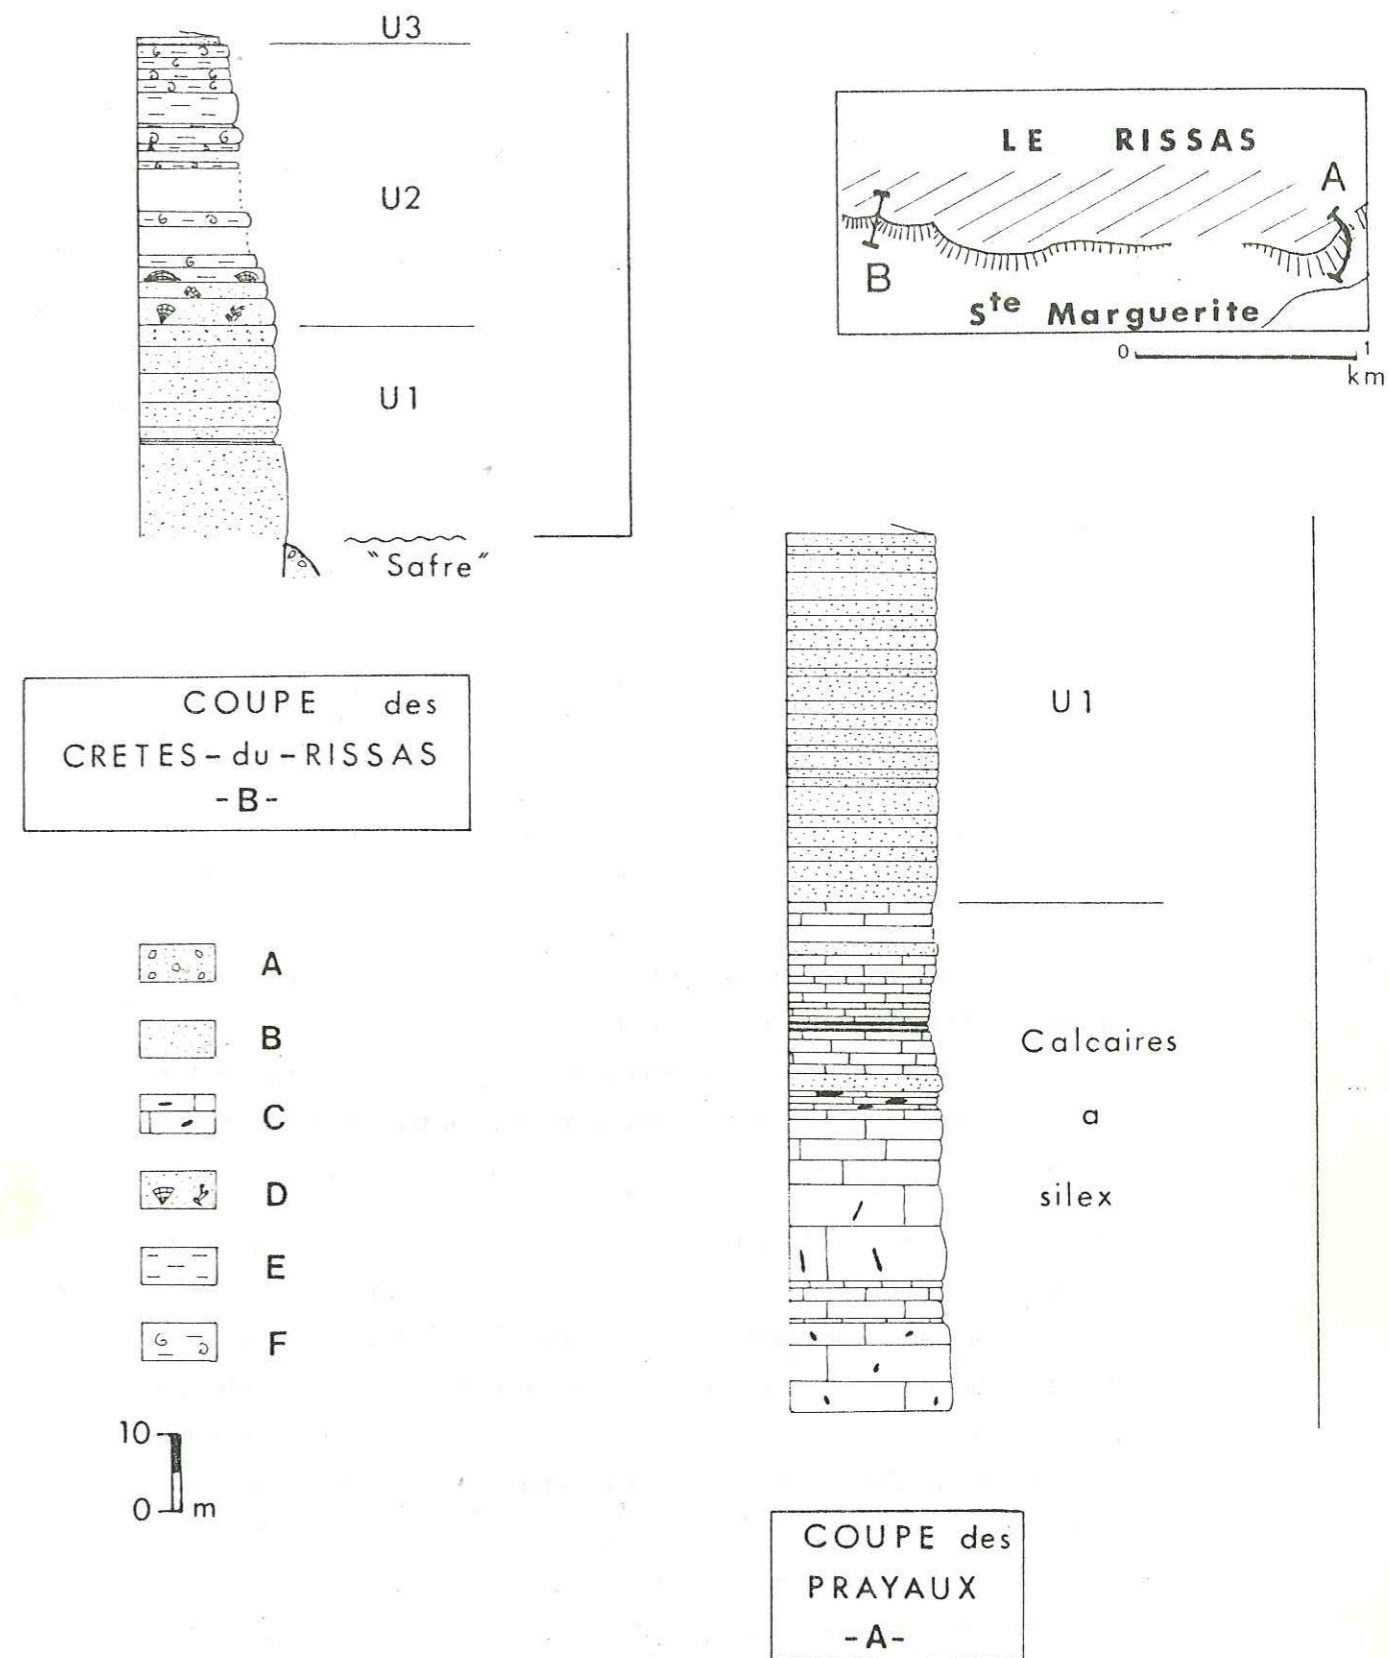 U3
U2
U1
"Safre"
LE RISSAS
A
B
Ste Marguerite
0 1
km
COUPE des
CRETES-du-RISSAS
-B-
U1
Calcaires
a
silex
A
B
C
D
E
F
10
0 m
COUPE des
PRAYAUX
-A-